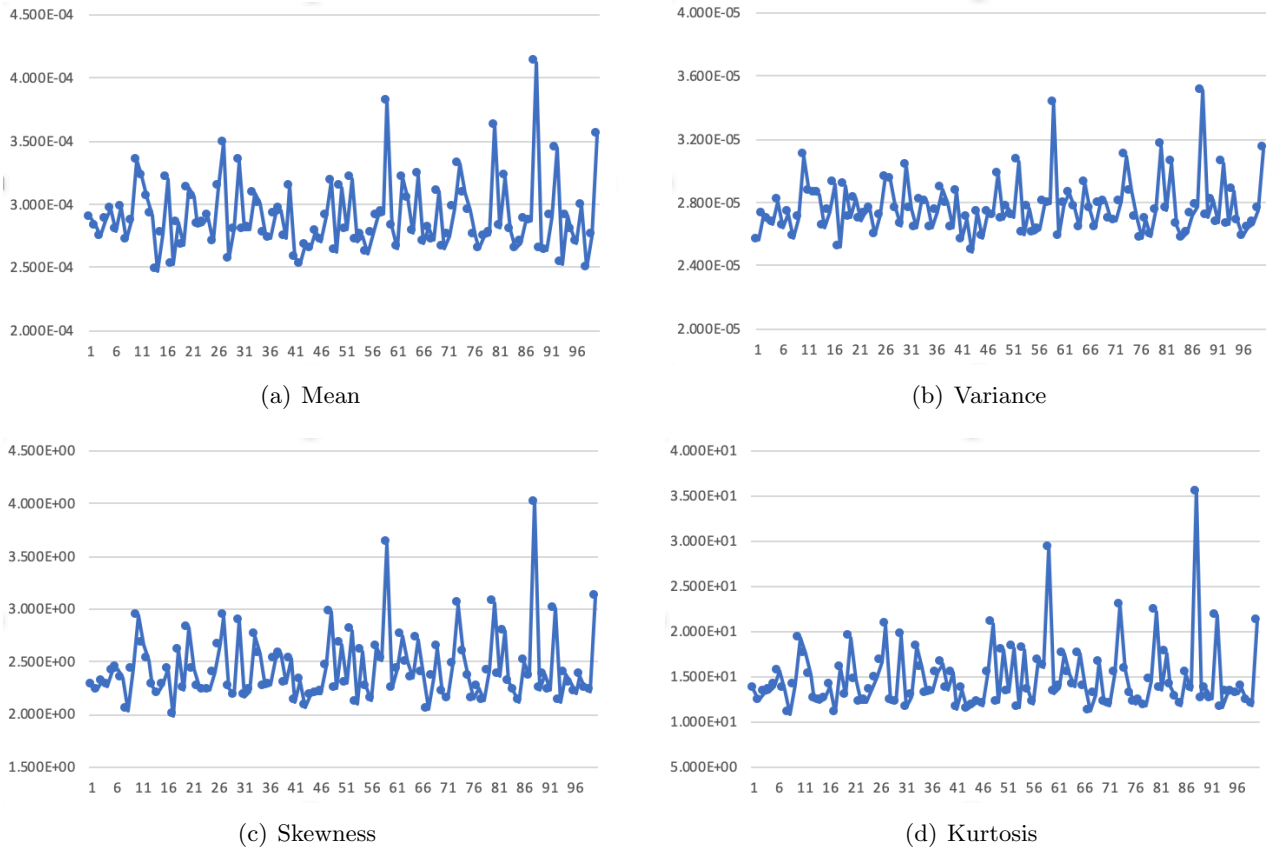 4.500E-04
4.000E-04
3.500E-04
3.000E-04
2.500E-04
2.000E-04
1 6 11 16 21 26 31 36 41 46 51 56 61 66 71 76 81 86 91 96
(a) Mean
4.000E-05
3.600E-05
3.200E-05
2.800E-05
2.400E-05
2.000E-05
1 6 11 16 21 26 31 36 41 46 51 56 61 66 71 76 81 86 91 96
(b) Variance
4.500E+00
4.000E+00
3.500E+00
3.000E+00
2.500E+00
2.000E+00
1.500E+00
1 6 11 16 21 26 31 36 41 46 51 56 61 66 71 76 81 86 91 96
(c) Skewness
4.000E+01
3.500E+01
3.000E+01
2.500E+01
2.000E+01
1.500E+01
1.000E+01
5.000E+00
1 6 11 16 21 26 31 36 41 46 51 56 61 66 71 76 81 86 91 96
(d) Kurtosis